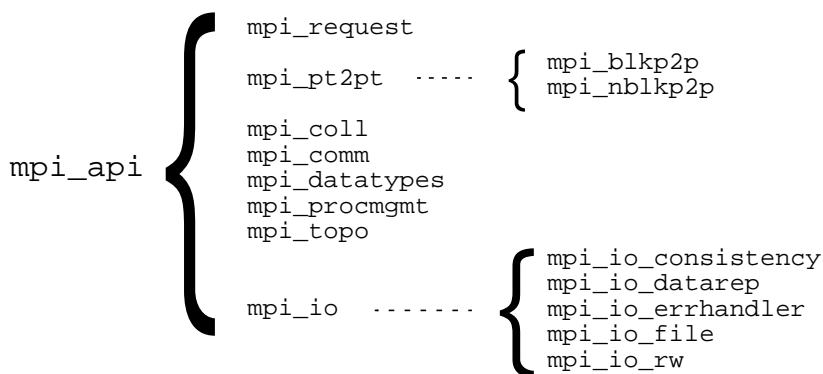 mpi_api
mpi_request
mpi_pt2pt
mpi_blkp2p
mpi_nblkp2p
mpi_coll
mpi_comm
mpi_datatypes
mpi_procmgmt
mpi_topo
mpi_io
mpi_io_consistency
mpi_io_datarep
mpi_io_errhandler
mpi_io_file
mpi_io_rw